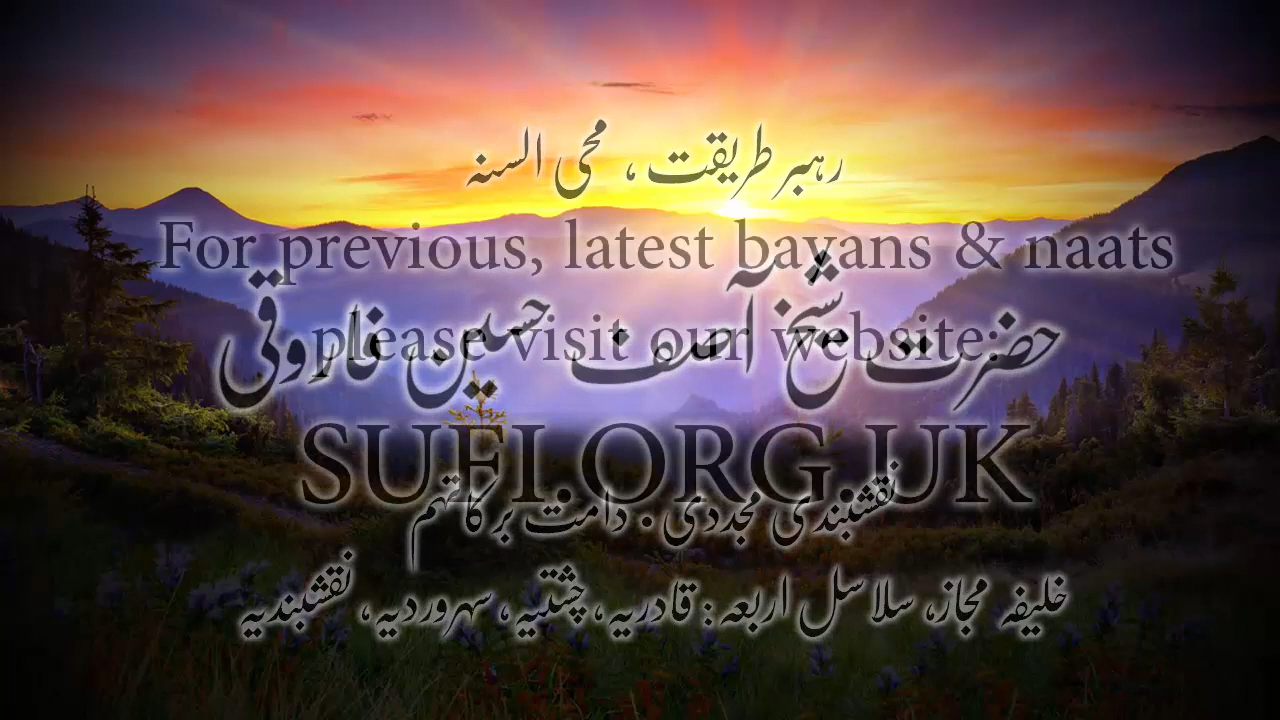 رہبر طریقت، محی السنہ
For previous, latest bayans & naats
حضرت شیخ آصف حسین فاروقی
please visit our website:
SUFI.ORG.UK
نقشبندی مجددی . دامت برکاتہم
خلیفہ مجاز، سلاسل اربعہ: قادریہ، چشتیہ، سہروردیہ، نقشبندیہ